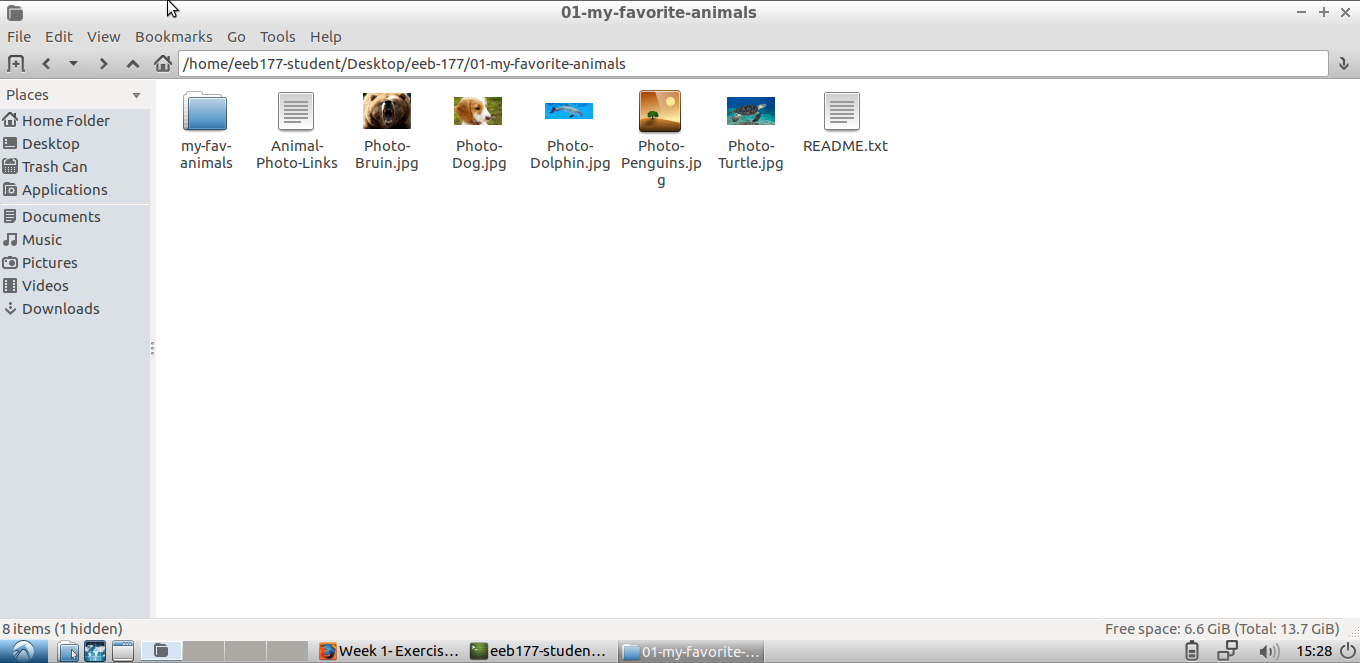 01-my-favorite-animals
File Edit View Bookmarks Go Tools Help
/home/eeb177-student/Desktop/eeb-177/01-my-favorite-animals
Places
Home Folder
Desktop
Trash Can
Applications
Documents
Music
Pictures
Videos
Downloads
my-fav-
animals
Animal-
Photo-Links
Photo-
Bruin.jpg
Photo-
Dog.jpg
Photo-
Dolphin.jpg
Photo-
Penguins.jp
g
Photo-
Turtle.jpg
README.txt
8 items (1 hidden)
Free space: 6.6 GiB (Total: 13.7 GiB)
Week 1- Exercis...
eeb177-studen...
01-my-favorite-...
15:28